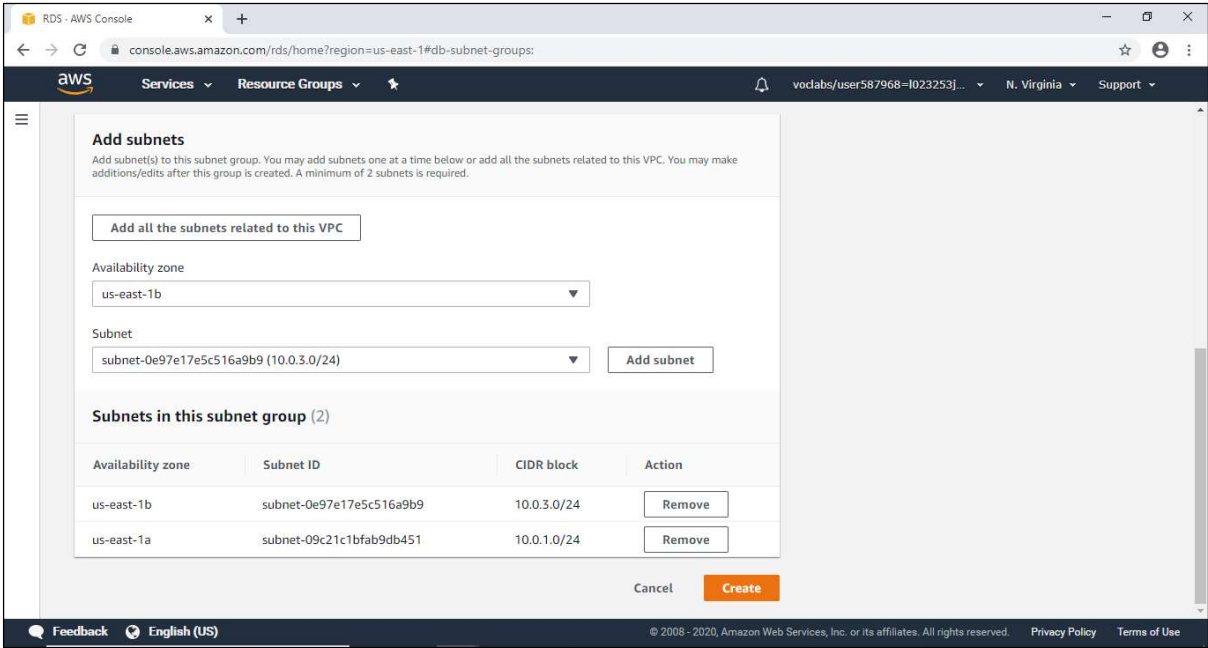 RDS - AWS Console
console.aws.amazon.com/rds/home?region=us-east-1#db-subnet-groups:
aws Services Resource Groups voclabs/user587968=l023253j... N. Virginia Support
Add subnets
Add subnet(s) to this subnet group. You may add subnets one at a time below or add all the subnets related to this VPC. You may make
additions/edits after this group is created. A minimum of 2 subnets is required.
Add all the subnets related to this VPC
Availability zone
us-east-1b
Subnet
subnet-0e97e17e5c516a9b9 (10.0.3.0/24) Add subnet
Subnets in this subnet group (2)
Availability zone Subnet ID CIDR block Action
us-east-1b subnet-0e97e17e5c516a9b9 10.0.3.0/24 Remove
us-east-1a subnet-09c21c1bfab9db451 10.0.1.0/24 Remove
Cancel Create
Feedback English (US) © 2008 - 2020, Amazon Web Services, Inc. or its affiliates. All rights reserved. Privacy Policy Terms of Use